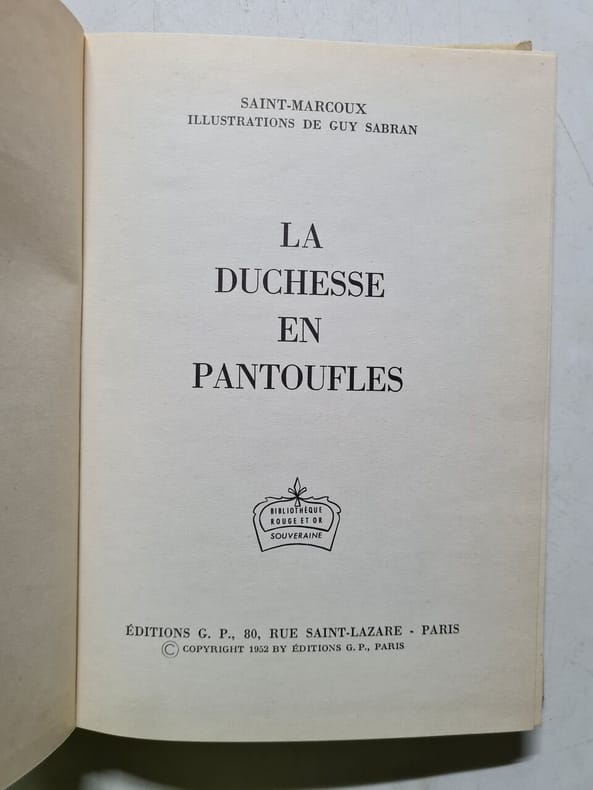 SAINT-MARCOUX
ILLUSTRATIONS DE GUY SABRAN
LA
DUCHESSE
EN
PANTOUFLES
BIBLIOTHÈQUE
ROUGE ET OR
SOUVERAINE
ÉDITIONS G. P., 80, RUE SAINT-LAZARE - PARIS
© COPYRIGHT 1952 BY ÉDITIONS G. P., PARIS